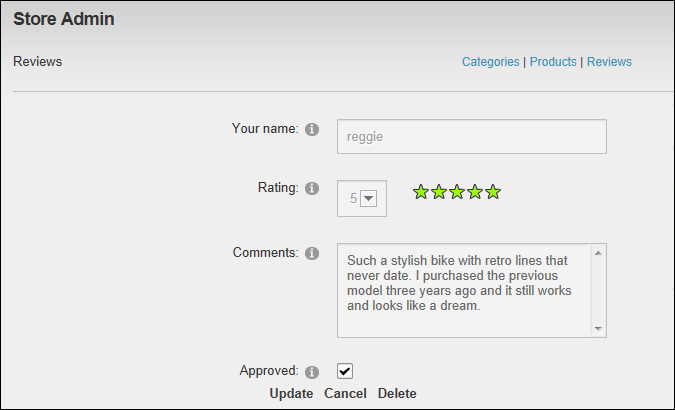 Store Admin
Reviews
Categories | Products | Reviews
Your name:
reggie
Rating:
5
Comments:
Such a stylish bike with retro lines that
never date. I purchased the previous
model three years ago and it still works
and looks like a dream.
Approved:
Update Cancel Delete